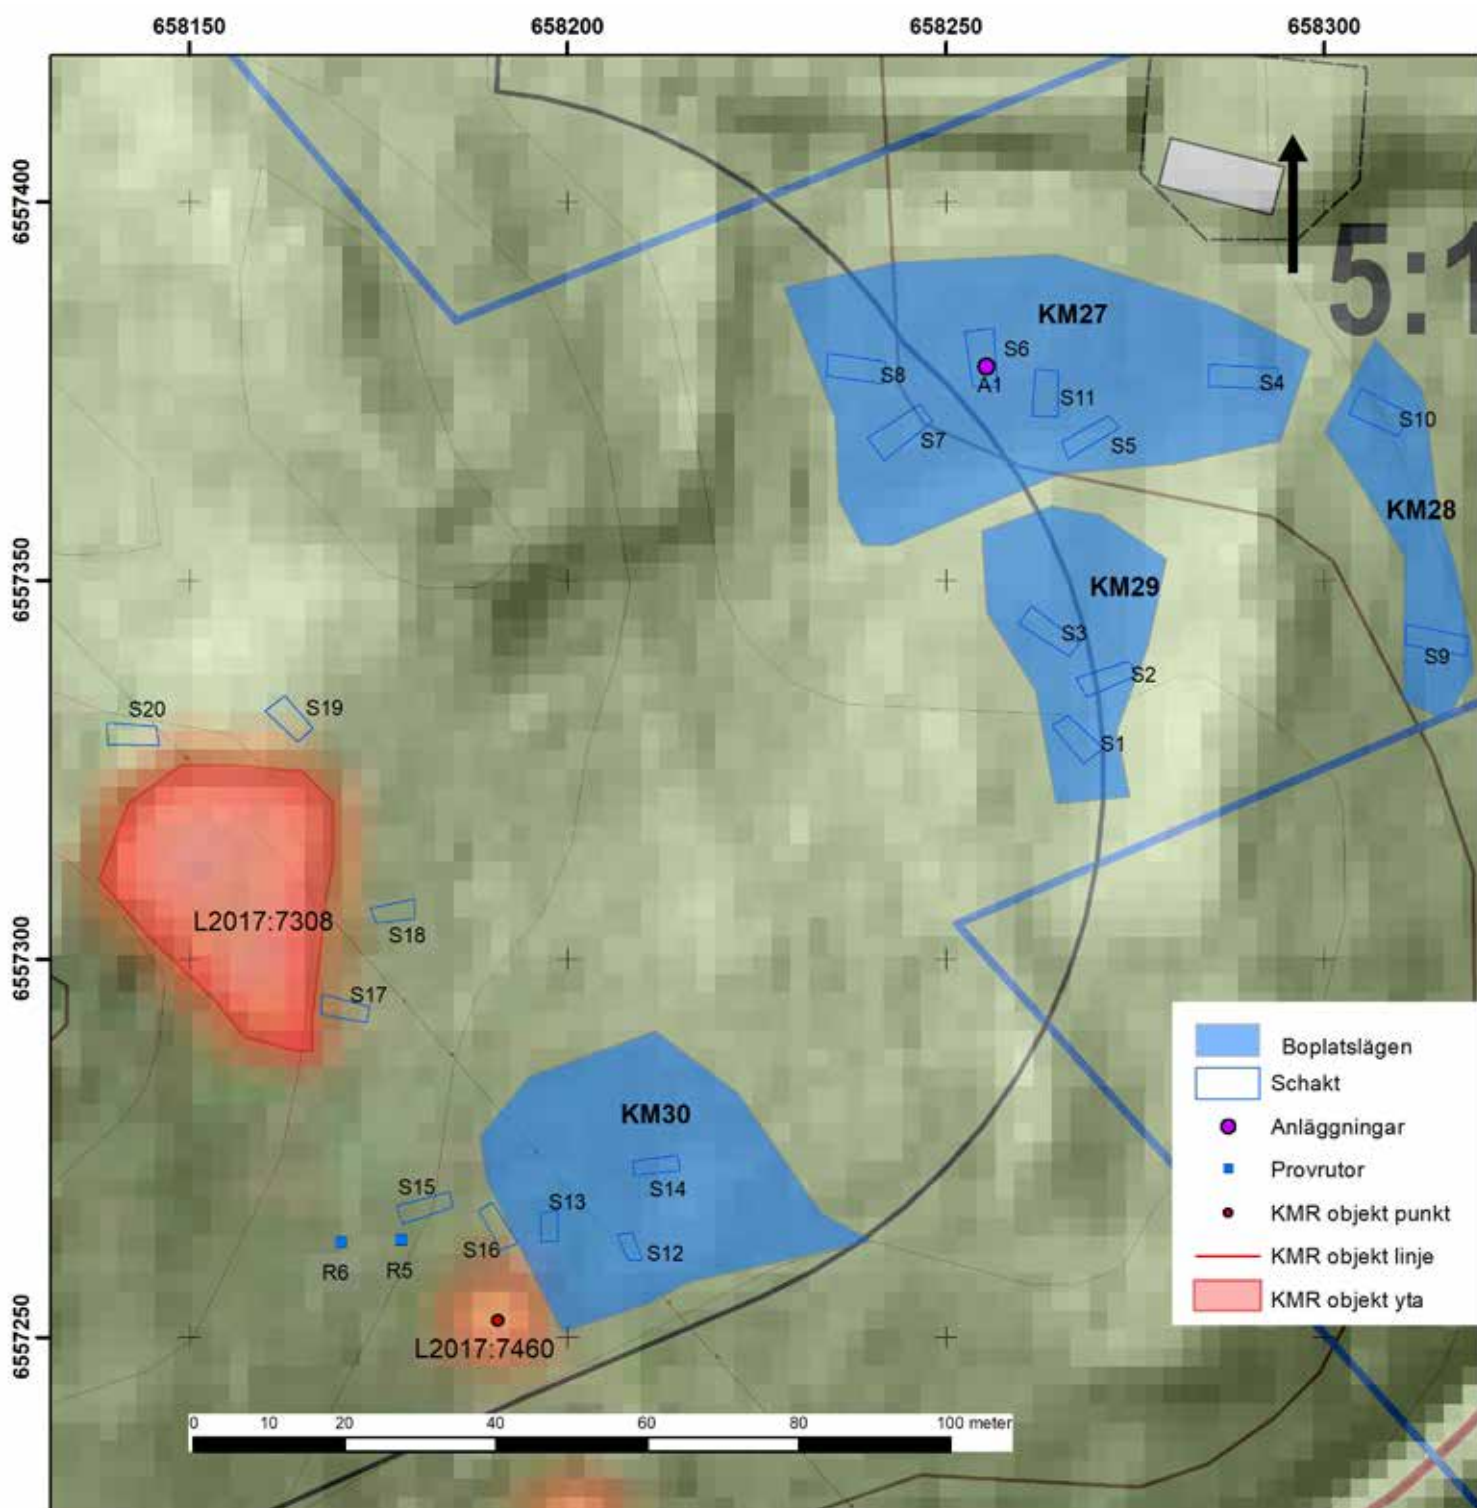 658150 658200 658250 658300
6557400
6557350
6557300
6557250
5:1
KM27
S6
A1
S8
S11
S4
S7
S5
S10
KM28
KM29
S3
S2
S9
S1
S20
S19
L2017:7308
S18
S17
KM30
S14
S15
S13
S16
S12
R6
R5
L2017:7460
Boplatslägen
Schakt
Anläggningar
Provrutor
KMR objekt punkt
KMR objekt linje
KMR objekt yta
0 10 20 40 60 80 100 meter